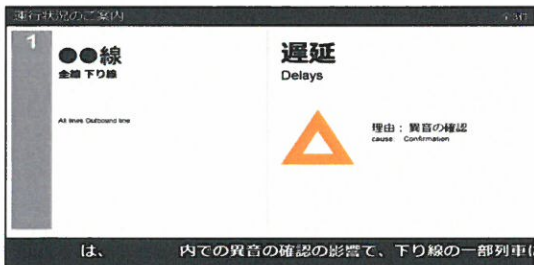 運行状況のご案内
1
●●線
全線 下り線
All lines Outbound line
遅延
Delays
理由： 異音の確認
cause: Confirmation
は、 内での異音の確認の影響で、下り線の一部列車に